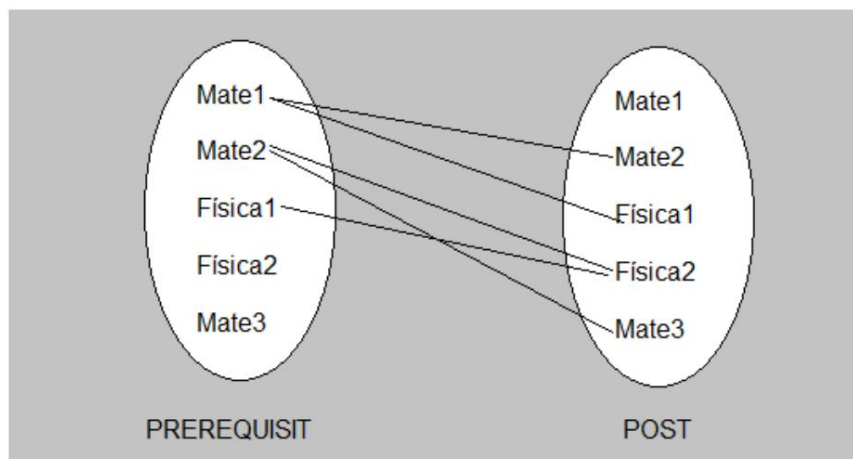 Mate1
Mate2
Física1
Física2
Mate3
PREREQUISIT
Mate1
Mate2
Física1
Física2
Mate3
POST